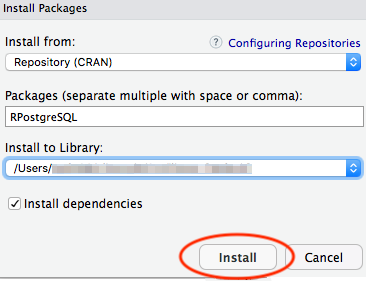 Install Packages
Install from:
? Configuring Repositories
Repository (CRAN)
Packages (separate multiple with space or comma):
RPostgreSQL
Install to Library:
/Users/
Install dependencies
Install Cancel